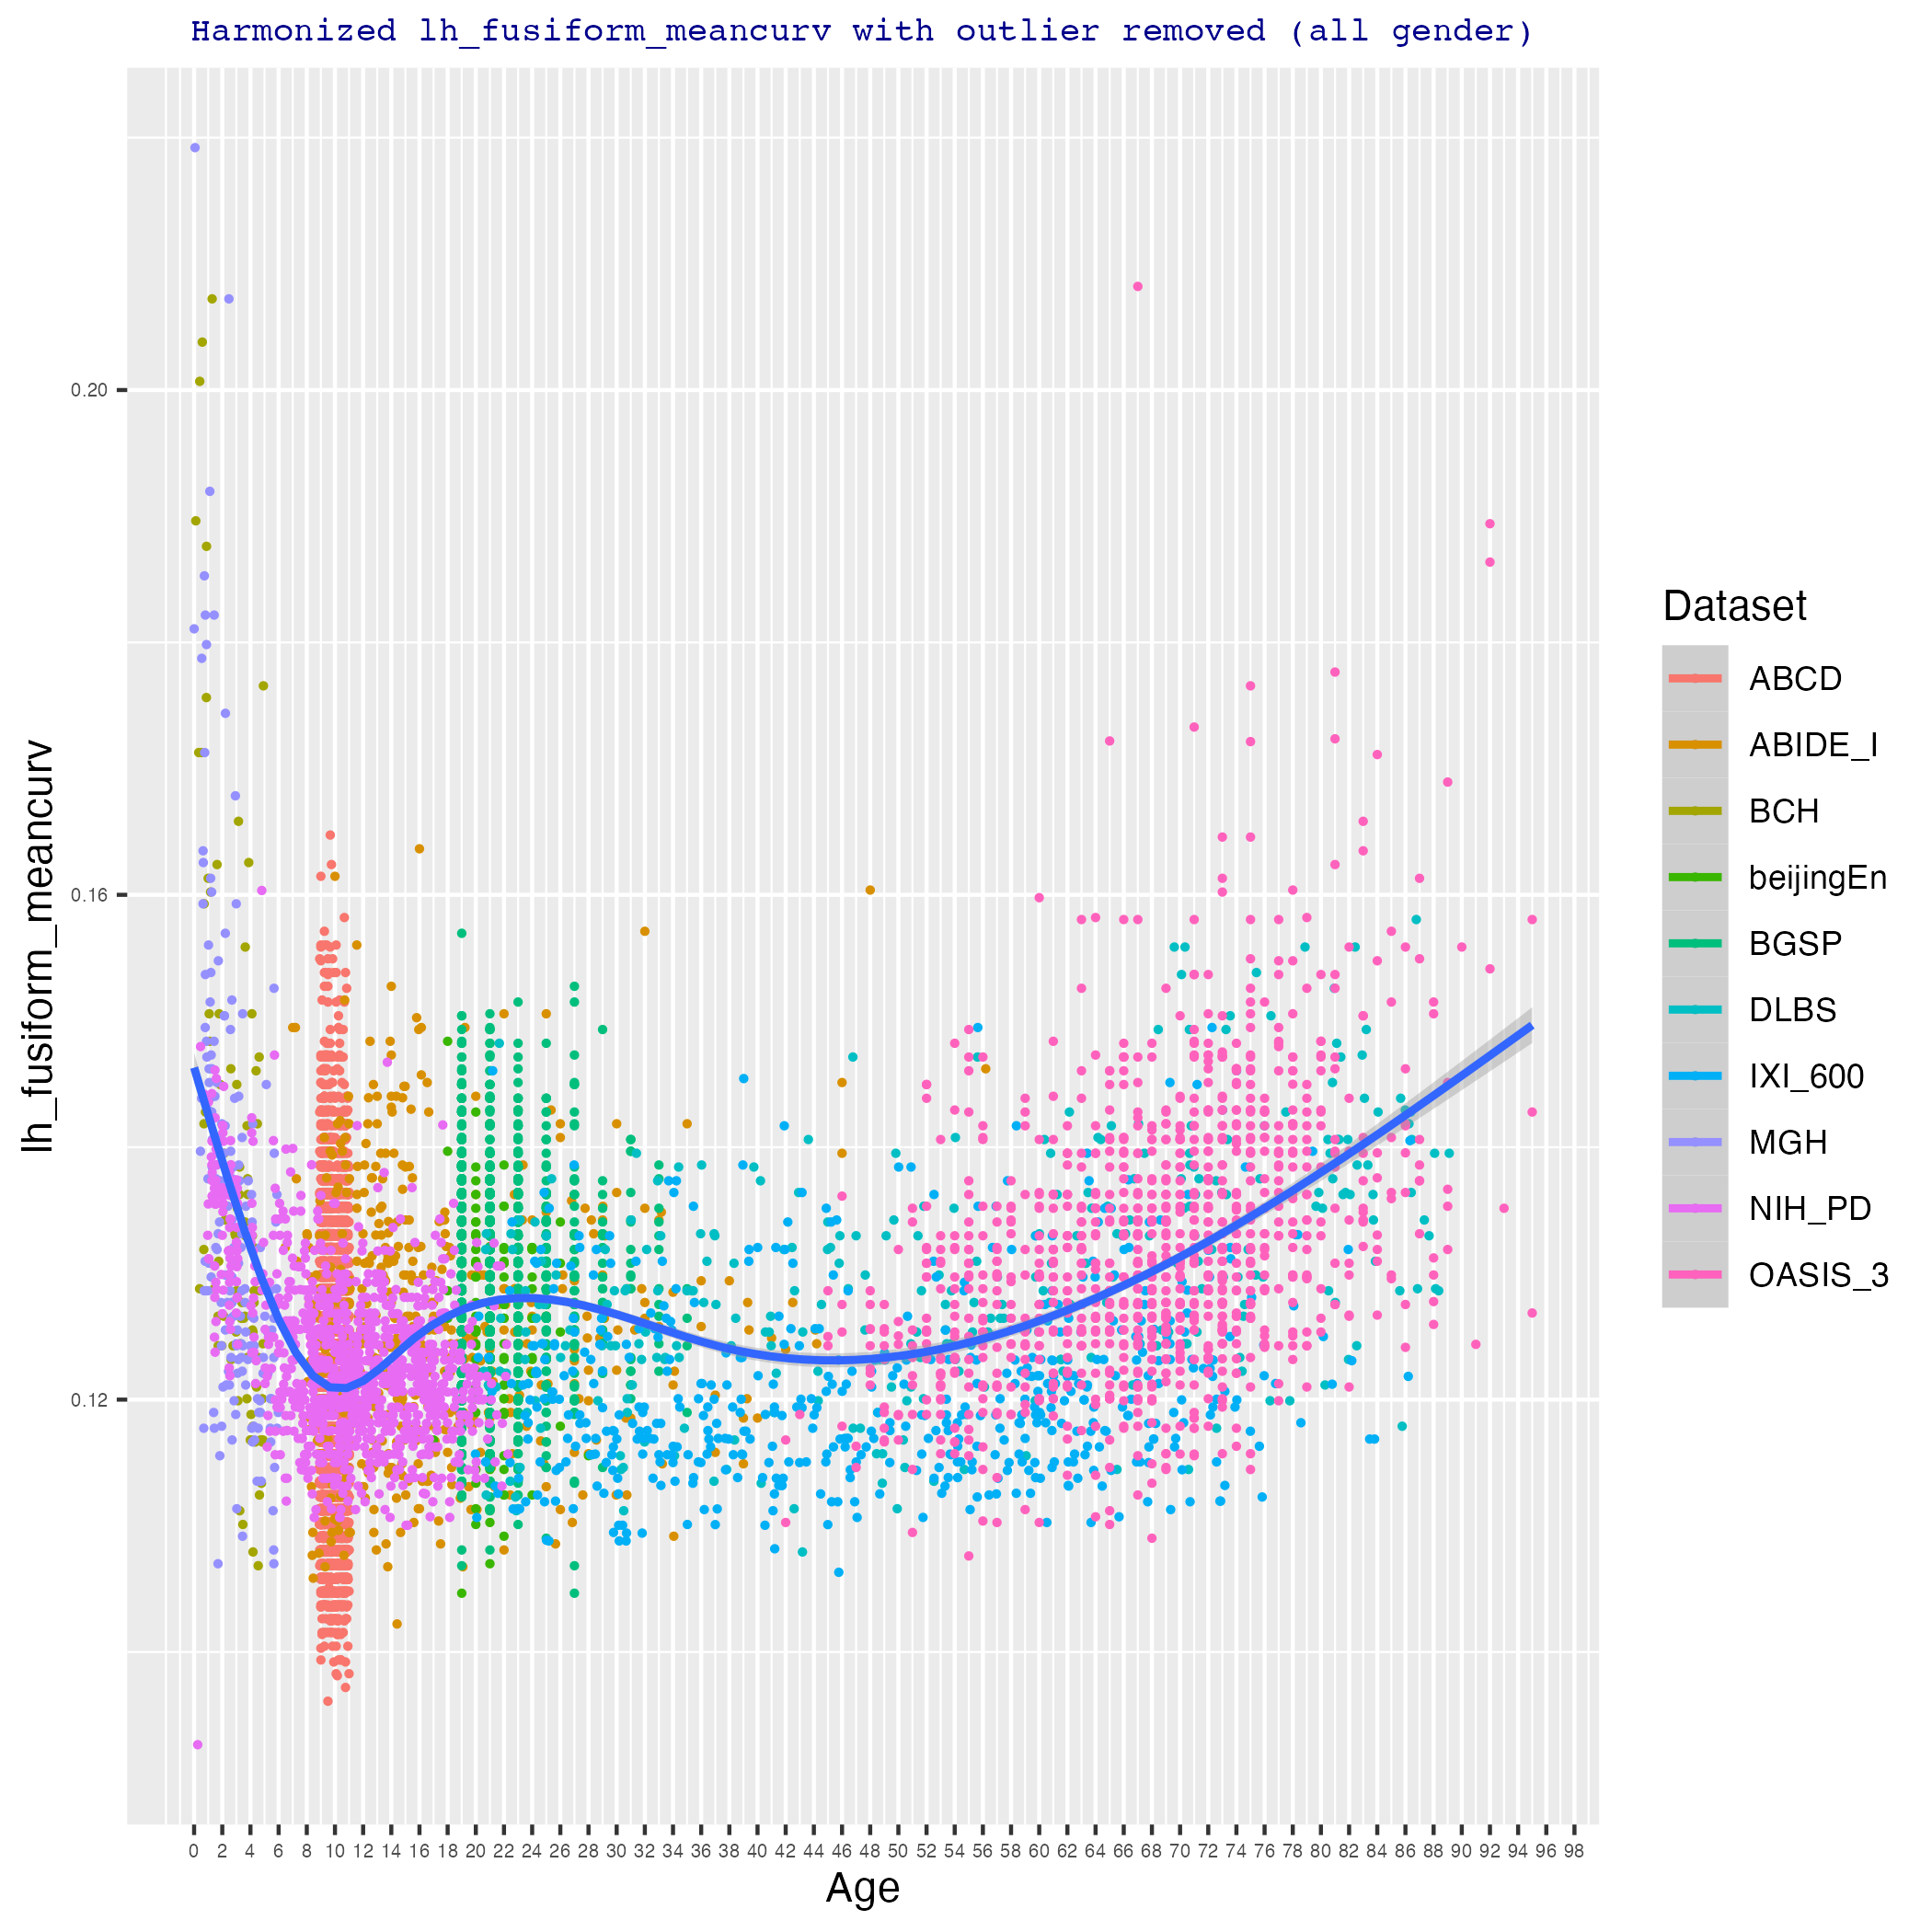 Harmonized lh_fusiform_meancurv with outlier removed (all gender)
lh_fusiform_meancurv
0.20
0.16
0.12
0 2 4 6 8 10 12 14 16 18 20 22 24 26 28 30 32 34 36 38 40 42 44 46 48 50 52 54 56 58 60 62 64 66 68 70 72 74 76 78 80 82 84 86 88 90 92 94 96 98
Age
Dataset
ABCD
ABIDE_I
BCH
beijingEn
BGSP
DLBS
IXI_600
MGH
NIH_PD
OASIS_3